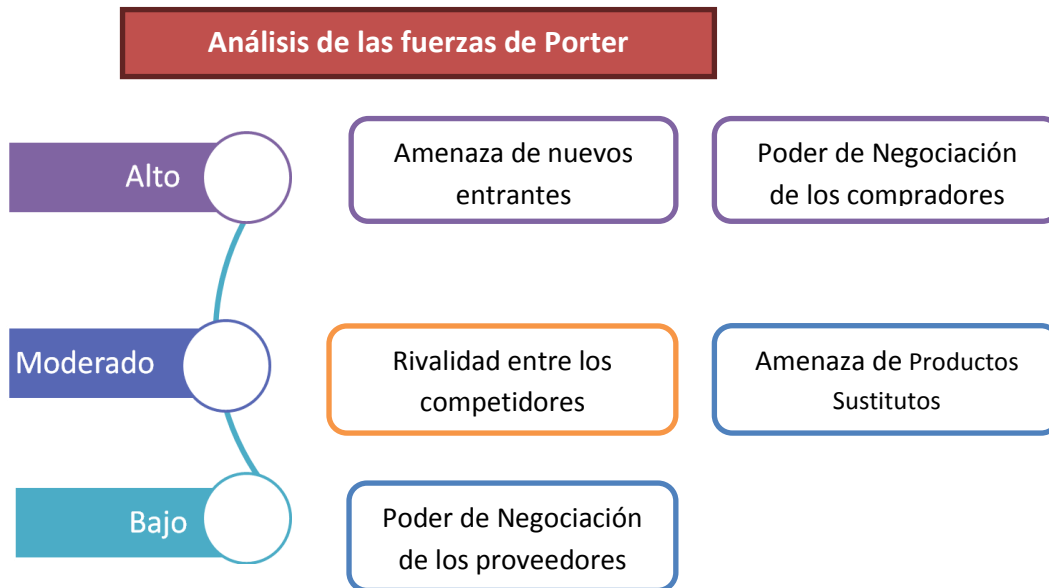 Análisis de las fuerzas de Porter
Alto
Amenaza de nuevos
entrantes
Poder de Negociación
de los compradores
Moderado
Rivalidad entre los
competidores
Amenaza de Productos
Sustitutos
Bajo
Poder de Negociación
de los proveedores